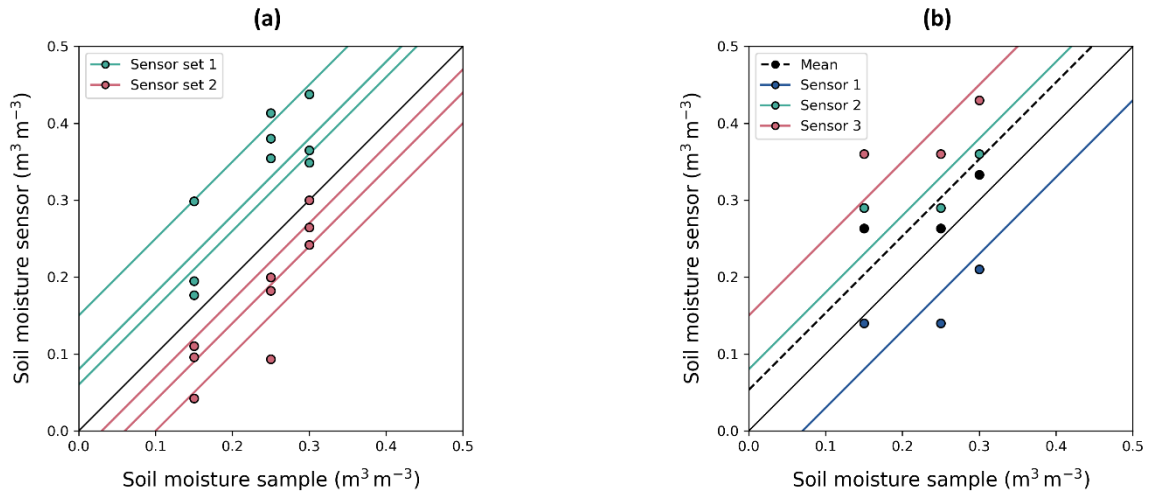 (a)
Sensor set 1
Sensor set 2
0.5
0.4
0.3
0.2
0.1
0.0
0.0 0.1 0.2 0.3 0.4 0.5
Soil moisture sensor (m³ m⁻³)
Soil moisture sample (m³ m⁻³)
(b)
Mean
Sensor 1
Sensor 2
Sensor 3
0.5
0.4
0.3
0.2
0.1
0.0
0.0 0.1 0.2 0.3 0.4 0.5
Soil moisture sensor (m³ m⁻³)
Soil moisture sample (m³ m⁻³)